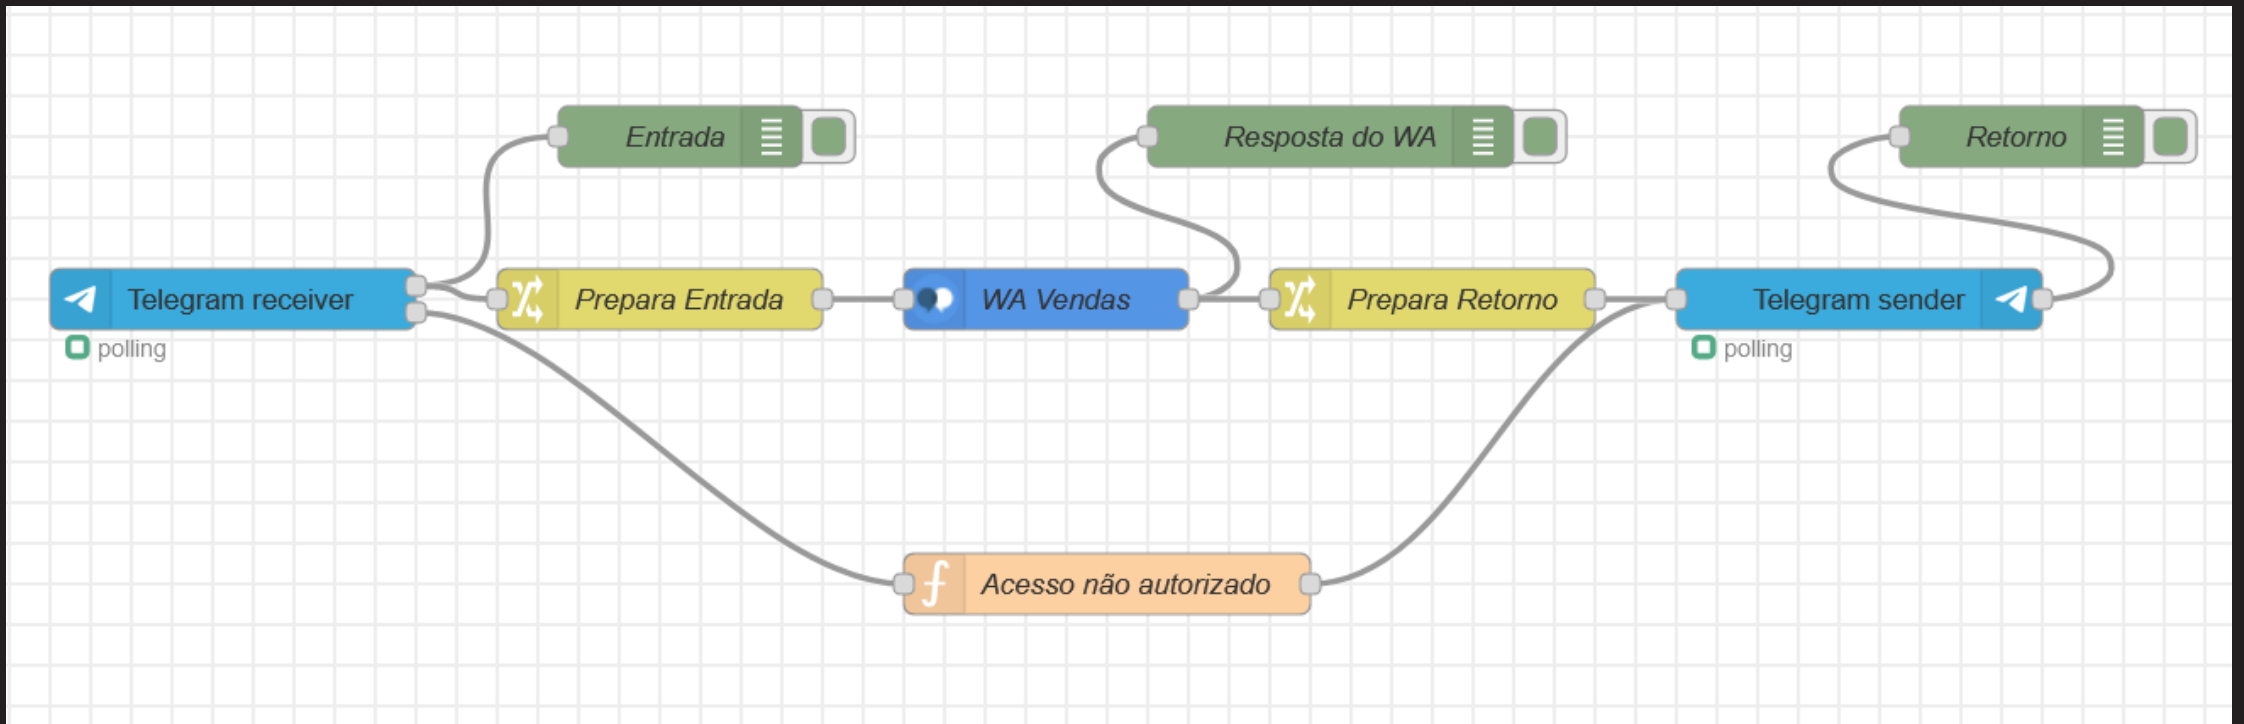 Entrada
Resposta do WA
Retorno
Telegram receiver
Prepara Entrada
WA Vendas
Prepara Retorno
Telegram sender
polling
polling
Acesso não autorizado